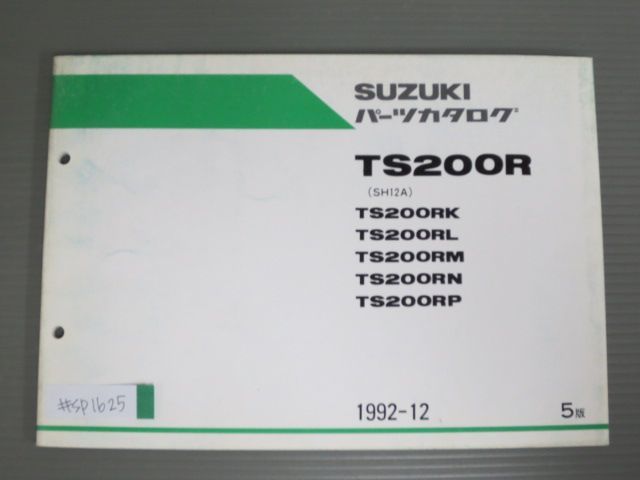 SUZUKI
パーツカタログ
TS200R
(SH12A)
TS200RK
TS200RL
TS200RM
TS200RN
TS200RP
#sp1625
1992-12
5版